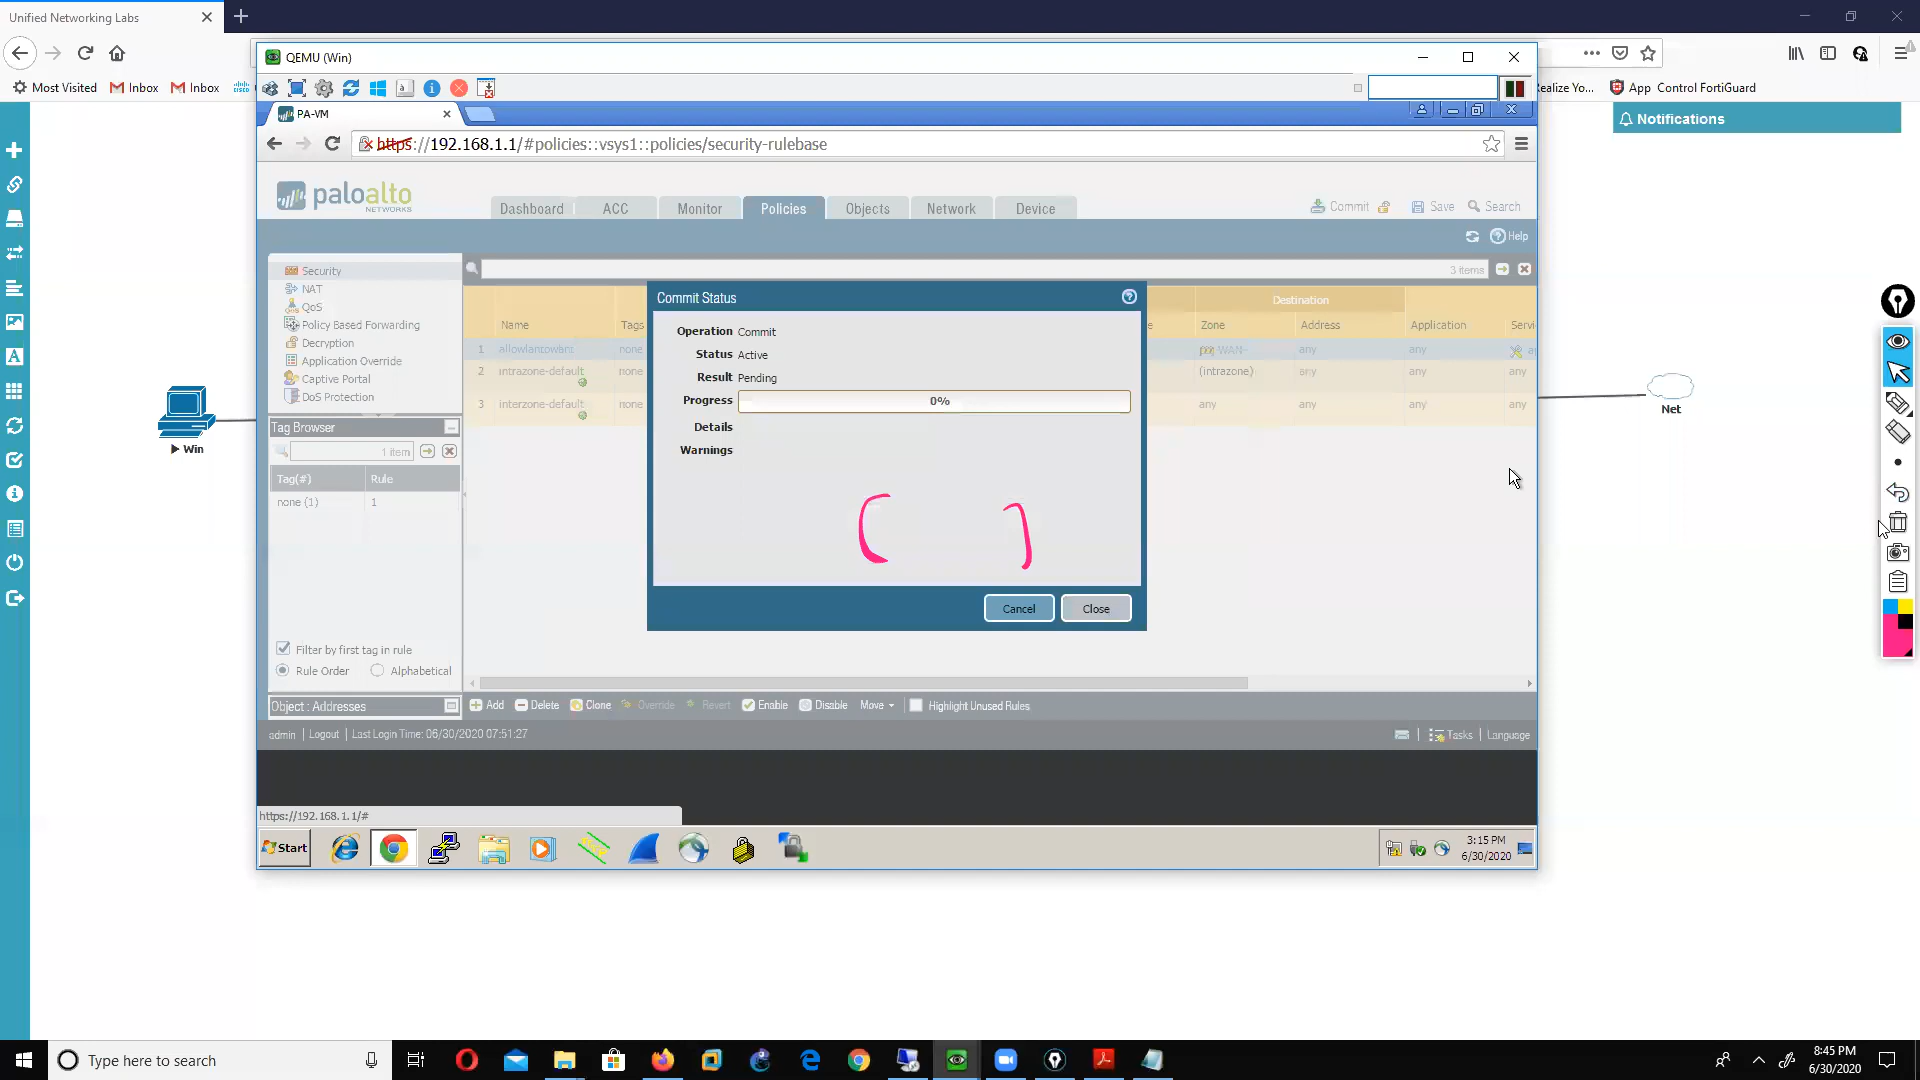 Unified Networking Labs
Most Visited
Inbox
Inbox
Realize Yo...
App Control FortiGuard
Notifications
QEMU (Win)
PA-VM
https://192.168.1.1/#policies::vsys1::policies/security-rulebase
paloalto
NETWORKS
Dashboard
ACC
Monitor
Policies
Objects
Network
Device
Commit
Save
Search
Help
Security
NAT
QoS
Policy Based Forwarding
Decryption
Application Override
Captive Portal
DoS Protection
3 items
Destination
Name
Tags
Zone
Address
Application
1 allowlantowan none WAN any any
2 intrazone-default none (intrazone) any any any
3 interzone-default none any any any any
Commit Status
Operation Commit
Status Active
Result Pending
Progress 0%
Details
Warnings
Cancel
Close
Tag Browser
1 item
Tag(#) Rule
none (1) 1
Filter by first tag in rule
Rule Order
Alphabetical
Object : Addresses
Add
Delete
Clone
Override
Revert
Enable
Disable
Move
Highlight Unused Rules
admin | Logout | Last Login Time: 06/30/2020 07:51:27
Tasks | Language
https://192.168.1.1/#
Start
3:15 PM
6/30/2020
Win
Net
Type here to search
8:45 PM
6/30/2020